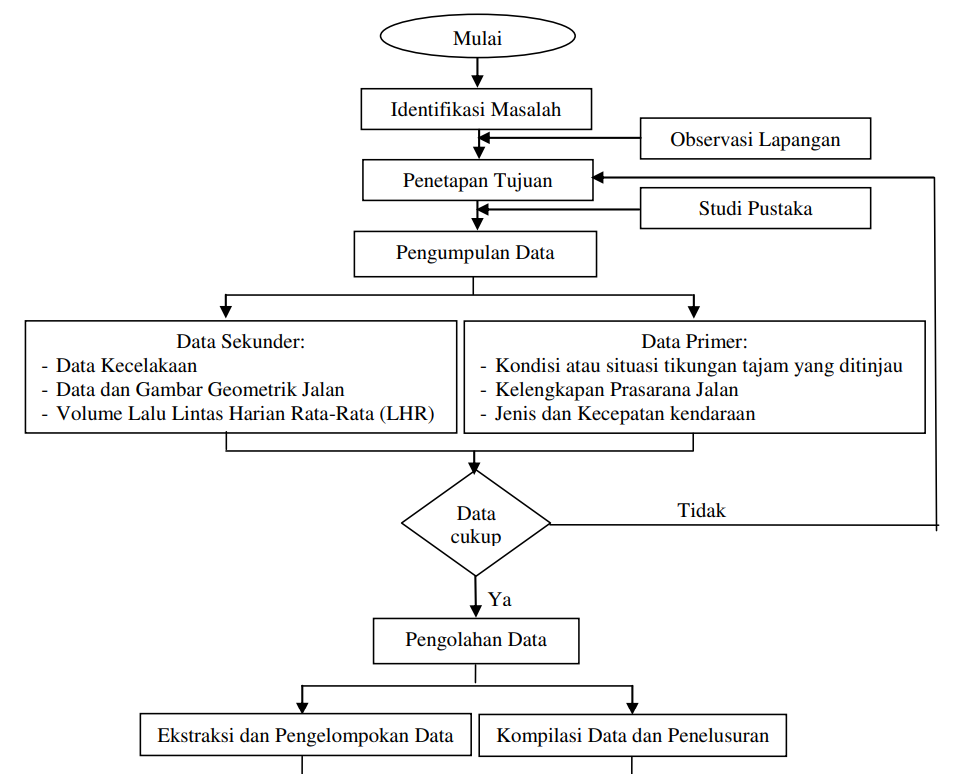 Mulai
Identifikasi Masalah
Observasi Lapangan
Penetapan Tujuan
Studi Pustaka
Pengumpulan Data
Data Sekunder:
- Data Kecelakaan
- Data dan Gambar Geometrik Jalan
- Volume Lalu Lintas Harian Rata-Rata (LHR)
Data Primer:
- Kondisi atau situasi tikungan tajam yang ditinjau
- Kelengkapan Prasarana Jalan
- Jenis dan Kecepatan kendaraan
Data
cukup
Tidak
Ya
Pengolahan Data
Ekstraksi dan Pengelompokan Data
Kompilasi Data dan Penelusuran